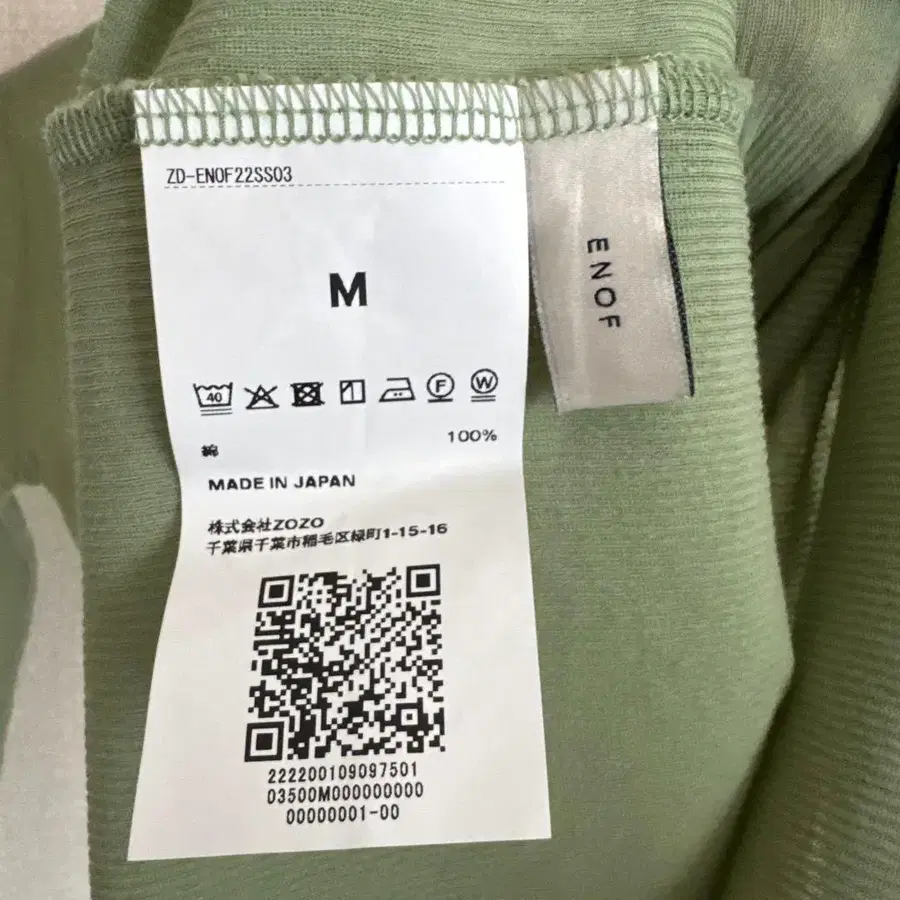 ZD-ENOF22SS03
M
40
F
W
綿 100%
MADE IN JAPAN
株式会社ZOZO
千葉県千葉市稲毛区緑町1-15-16
222200109097501
03500M000000000
00000001-00
ENOF